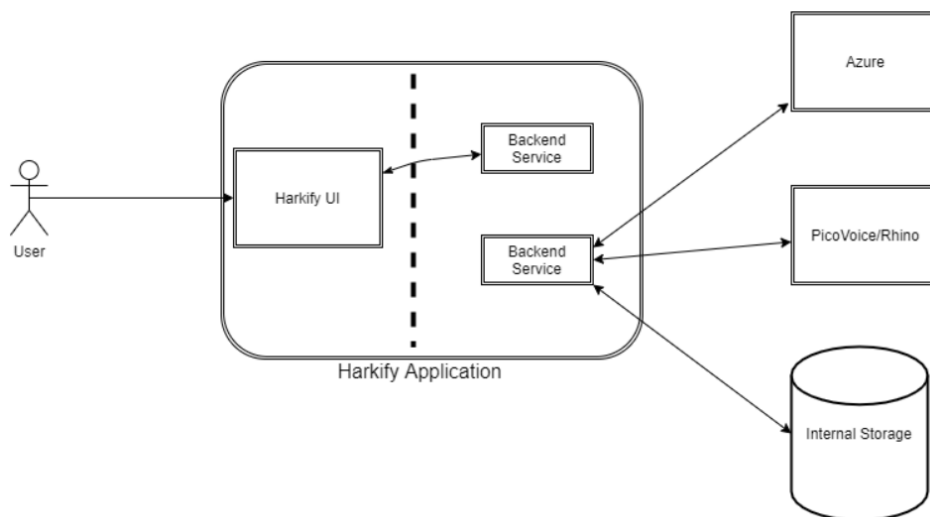 Azure
Backend
Service
Harkify UI
PicoVoice/Rhino
User
Backend
Service
Harkify Application
Internal Storage